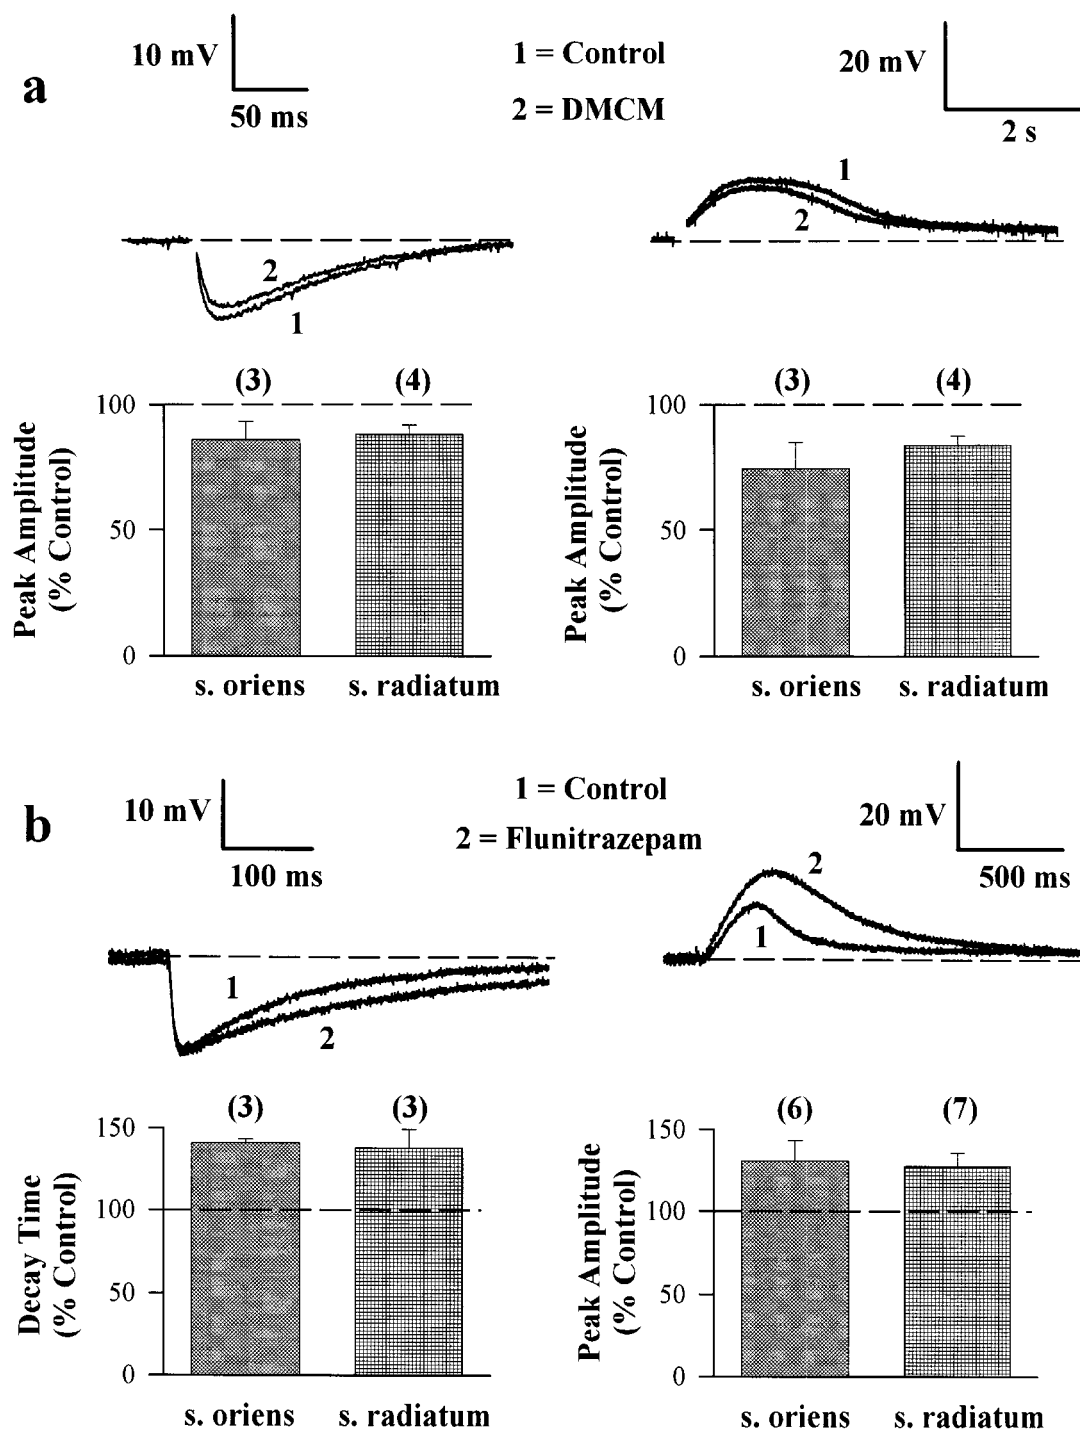 a
10 mV
50 ms
1 = Control
2 = DMCM
20 mV
2 s
2
1
1
2
(3)
(4)
100
50
0
Peak Amplitude
(% Control)
s. oriens
s. radiatum
(3)
(4)
100
50
0
Peak Amplitude
(% Control)
s. oriens
s. radiatum
b
10 mV
100 ms
1 = Control
2 = Flunitrazepam
20 mV
500 ms
1
2
2
1
(3)
(3)
150
100
50
0
Decay Time
(% Control)
s. oriens
s. radiatum
(6)
(7)
150
100
50
0
Peak Amplitude
(% Control)
s. oriens
s. radiatum